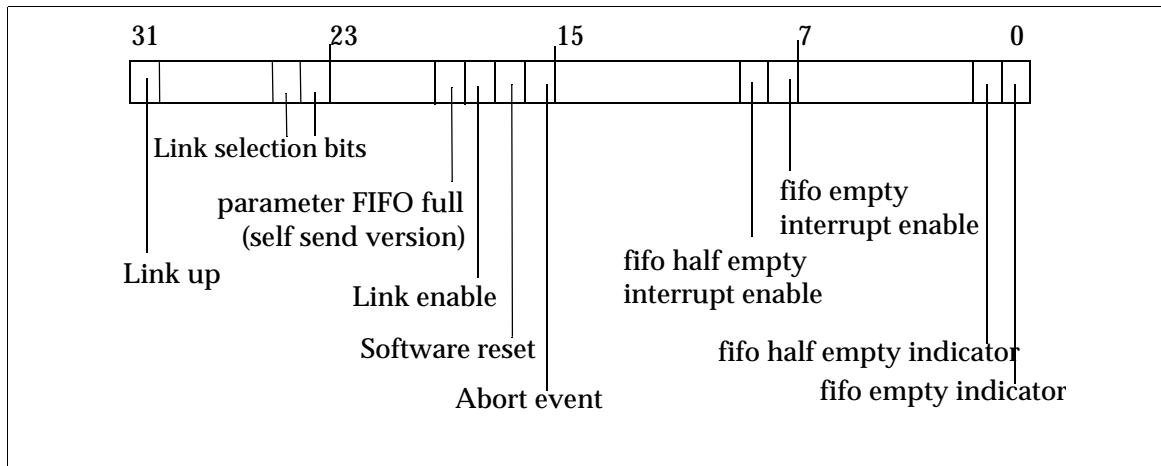 31 23 15 7 0
Link selection bits
parameter FIFO full
(self send version)
Link up
Link enable
Software reset
Abort event
fifo empty
interrupt enable
fifo half empty
interrupt enable
fifo half empty indicator
fifo empty indicator